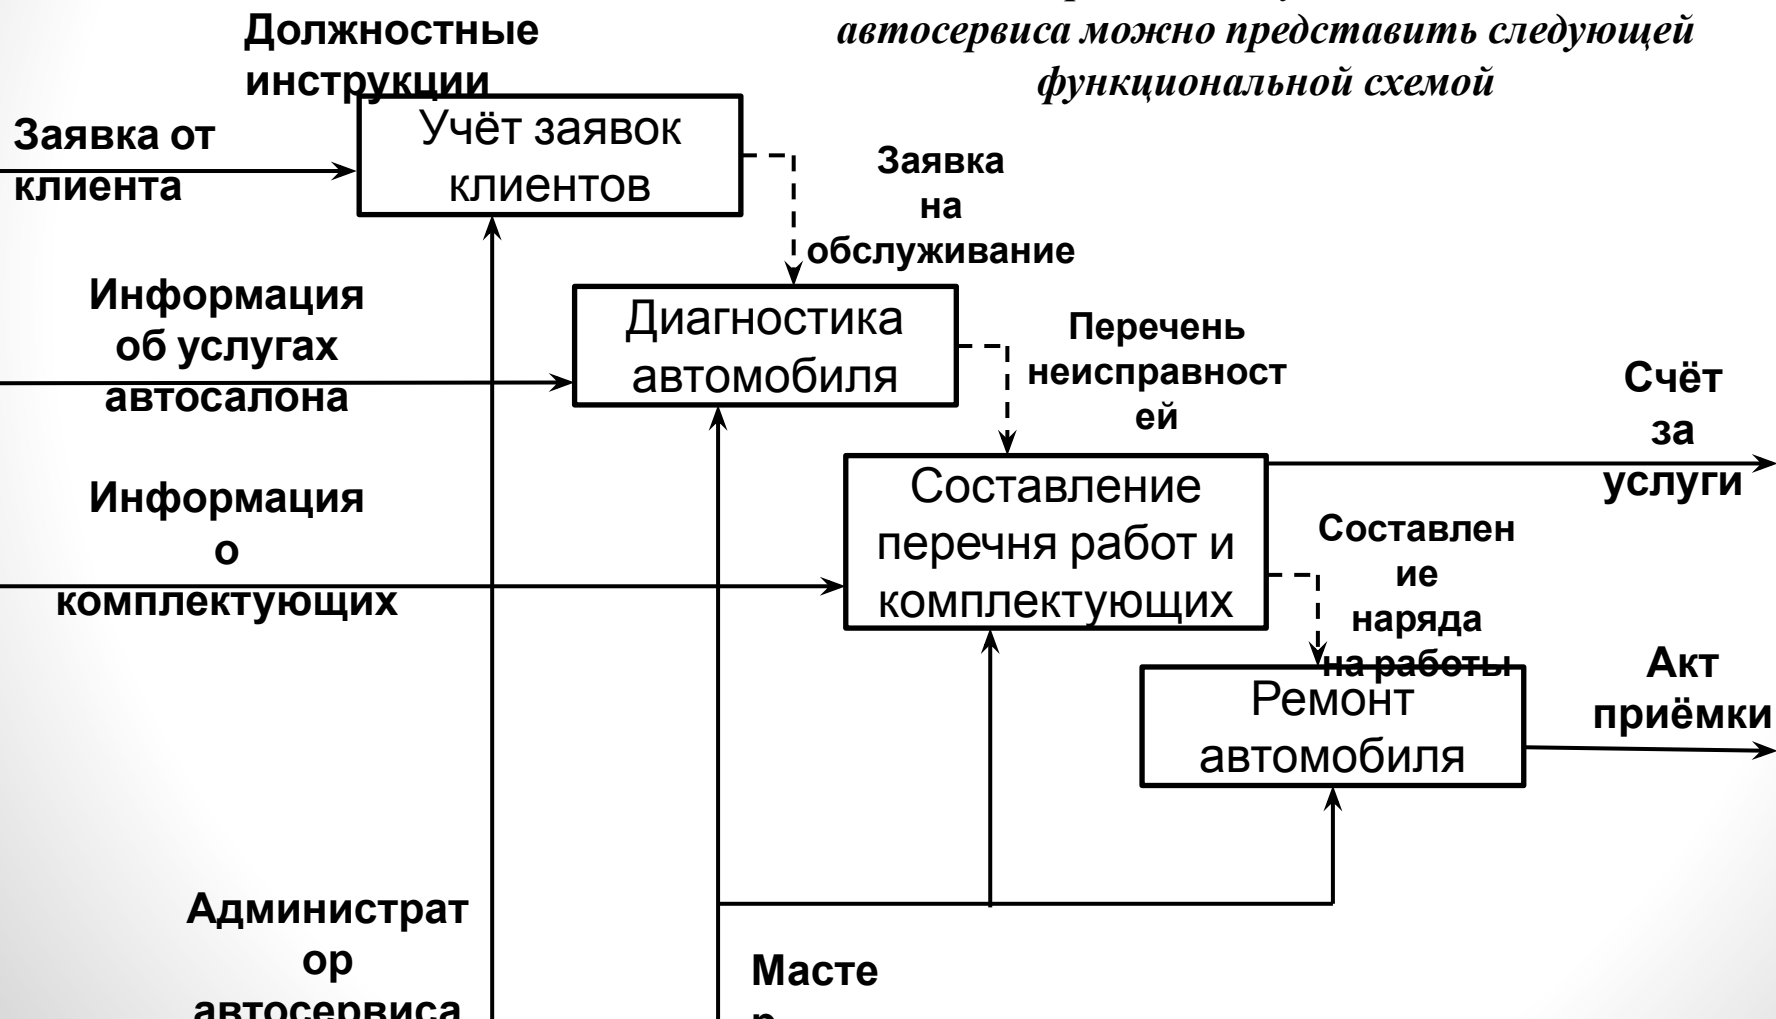 Должностные
инструкции
автосервиса можно представить следующей
функциональной схемой
Заявка от
клиента
Учёт заявок
клиентов
Заявка
на
обслуживание
Информация
об услугах
автосалона
Диагностика
автомобиля
Перечень
неисправност
ей
Счёт
за
услуги
Информация
о
комплектующих
Составление
перечня работ и
комплектующих
Составлен
ие
наряда
на работы
Ремонт
автомобиля
Акт
приёмки
Администрат
ор
автосервиса
Масте
р